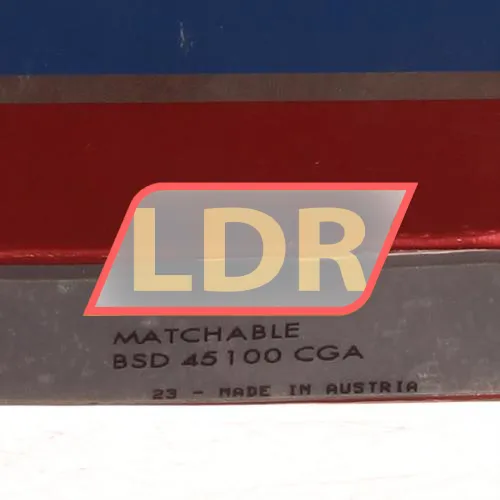 LDR
MATCHABLE
BSD 45100 CGA
23 - MADE IN AUSTRIA